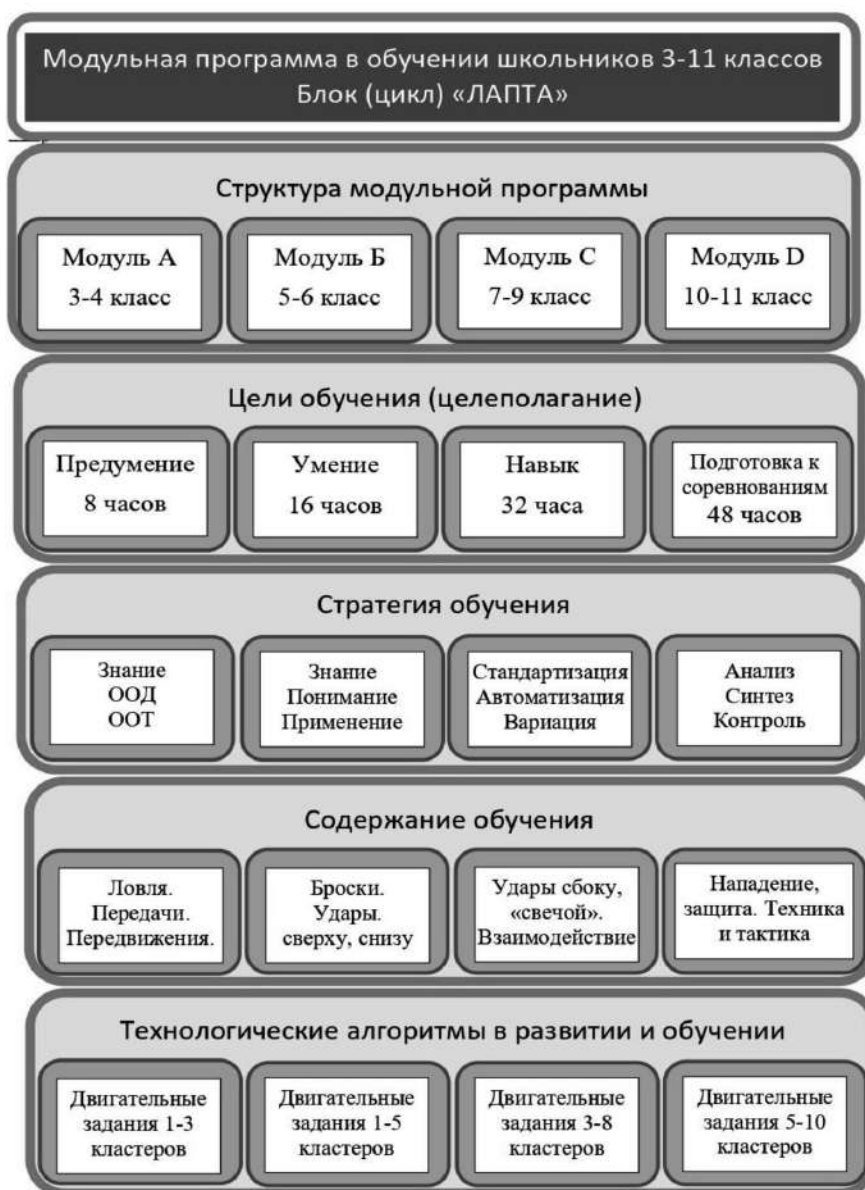 Модульная программа в обучении школьников 3-11 классов
Блок (цикл) «ЛАПТА»
Структура модульной программы
Модуль А
3-4 класс
Модуль Б
5-6 класс
Модуль С
7-9 класс
Модуль D
10-11 класс
Цели обучения (целеполагание)
Предумение
8 часов
Умение
16 часов
Навык
32 часа
Подготовка к
соревнованиям
48 часов
Стратегия обучения
Знание
ООД
ООТ
Знание
Понимание
Применение
Стандартизация
Автоматизация
Вариация
Анализ
Синтез
Контроль
Содержание обучения
Ловля.
Передачи.
Передвижения.
Броски.
Удары.
сверху, снизу
Удары сбоку,
«свечой».
Взаимодействие
Нападение,
защита. Техника
и тактика
Технологические алгоритмы в развитии и обучении
Двигательные
задания 1-3
кластеров
Двигательные
задания 1-5
кластеров
Двигательные
задания 3-8
кластеров
Двигательные
задания 5-10
кластеров